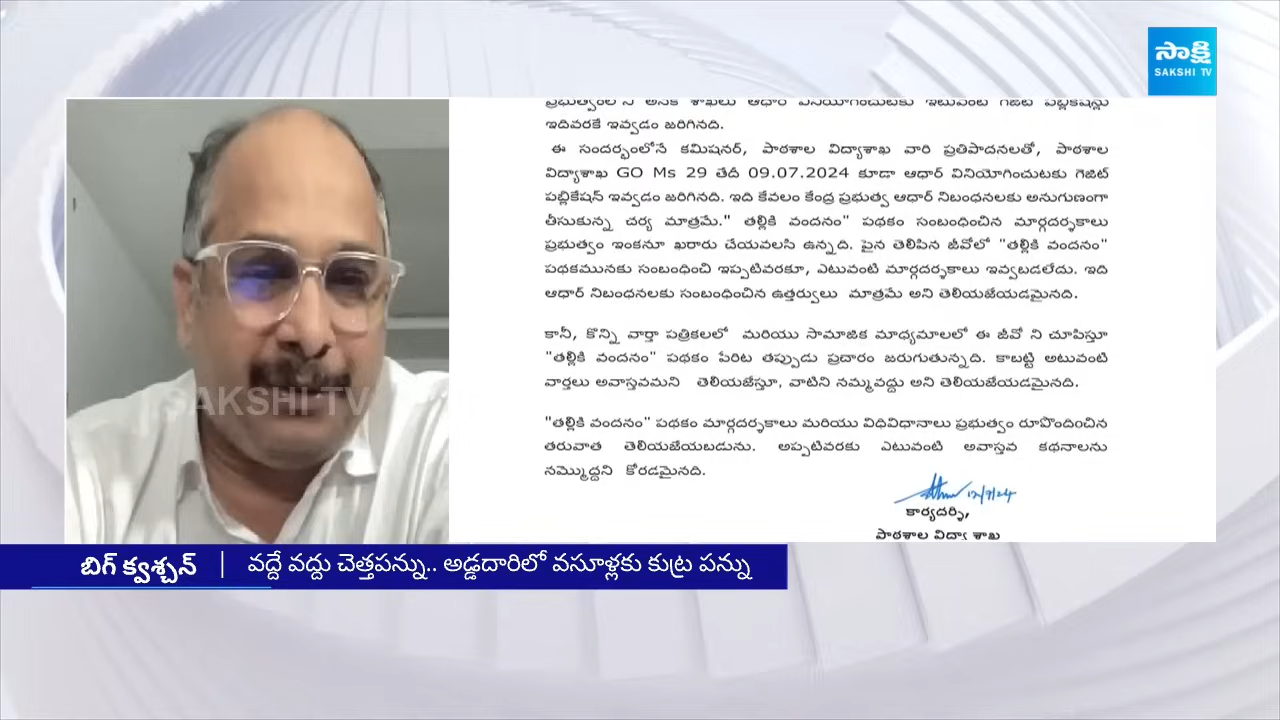 సాక్షి
SAKSHI TV
ఇదివరకే ఇవ్వడం జరిగినది.
ఈ సందర్భంలోనే కమిషనర్, పాఠశాల విద్యాశాఖ వారి ప్రతిపాదనలతో, పాఠశాల
విద్యాశాఖ GO Ms 29 తేదీ 09.07.2024 కూడా ఆధార్ వినియోగించుటకు గెజిట్
పబ్లికేషన్ ఇవ్వడం జరిగినది. ఇది కేవలం కేంద్ర ప్రభుత్వ ఆధార్ నిబంధనలకు అనుగుణంగా
తీసుకున్న చర్య మాత్రమే." తల్లికి వందనం" పథకం సంబంధించిన మార్గదర్శకాలు
ప్రభుత్వం ఇంకనూ ఖరారు చేయవలసి ఉన్నది. పైన తెలిపిన జీవోలో "తల్లికి వందనం"
పథకమునకు సంబంధించి ఇప్పటివరకూ, ఎటువంటి మార్గదర్శకాలు ఇవ్వబడలేదు. ఇది
ఆధార్ నిబంధనలకు సంబంధించిన ఉత్తర్వులు మాత్రమే అని తెలియజేయడమైనది.
కానీ, కొన్ని వార్తా పత్రికలలో మరియు సామాజిక మాధ్యమాలలో ఈ జీవో ని చూపిస్తూ
"తల్లికి వందనం" పథకం పేరిట తప్పుడు ప్రచారం జరుగుతున్నది. కాబట్టి అటువంటి
వార్తలు అవాస్తవమని తెలియజేస్తూ, వాటిని నమ్మవద్దు అని తెలియజేయడమైనది.
"తల్లికి వందనం" పథకం మార్గదర్శకాలు మరియు విధివిధానాలు ప్రభుత్వం రూపొందించిన
తరువాత తెలియజేయబడును. అప్పటివరకు ఎటువంటి అవాస్తవ కథనాలను
నమ్మొద్దని కోరడమైనది.
12/7/24
కార్యదర్శి,
పాఠశాల విద్యా శాఖ
SAKSHI TV
బిగ్ క్వశ్చన్ | వద్దే వద్దు చెత్తపన్ను.. అడ్డదారిలో వసూళ్లకు కుట్ర పన్ను